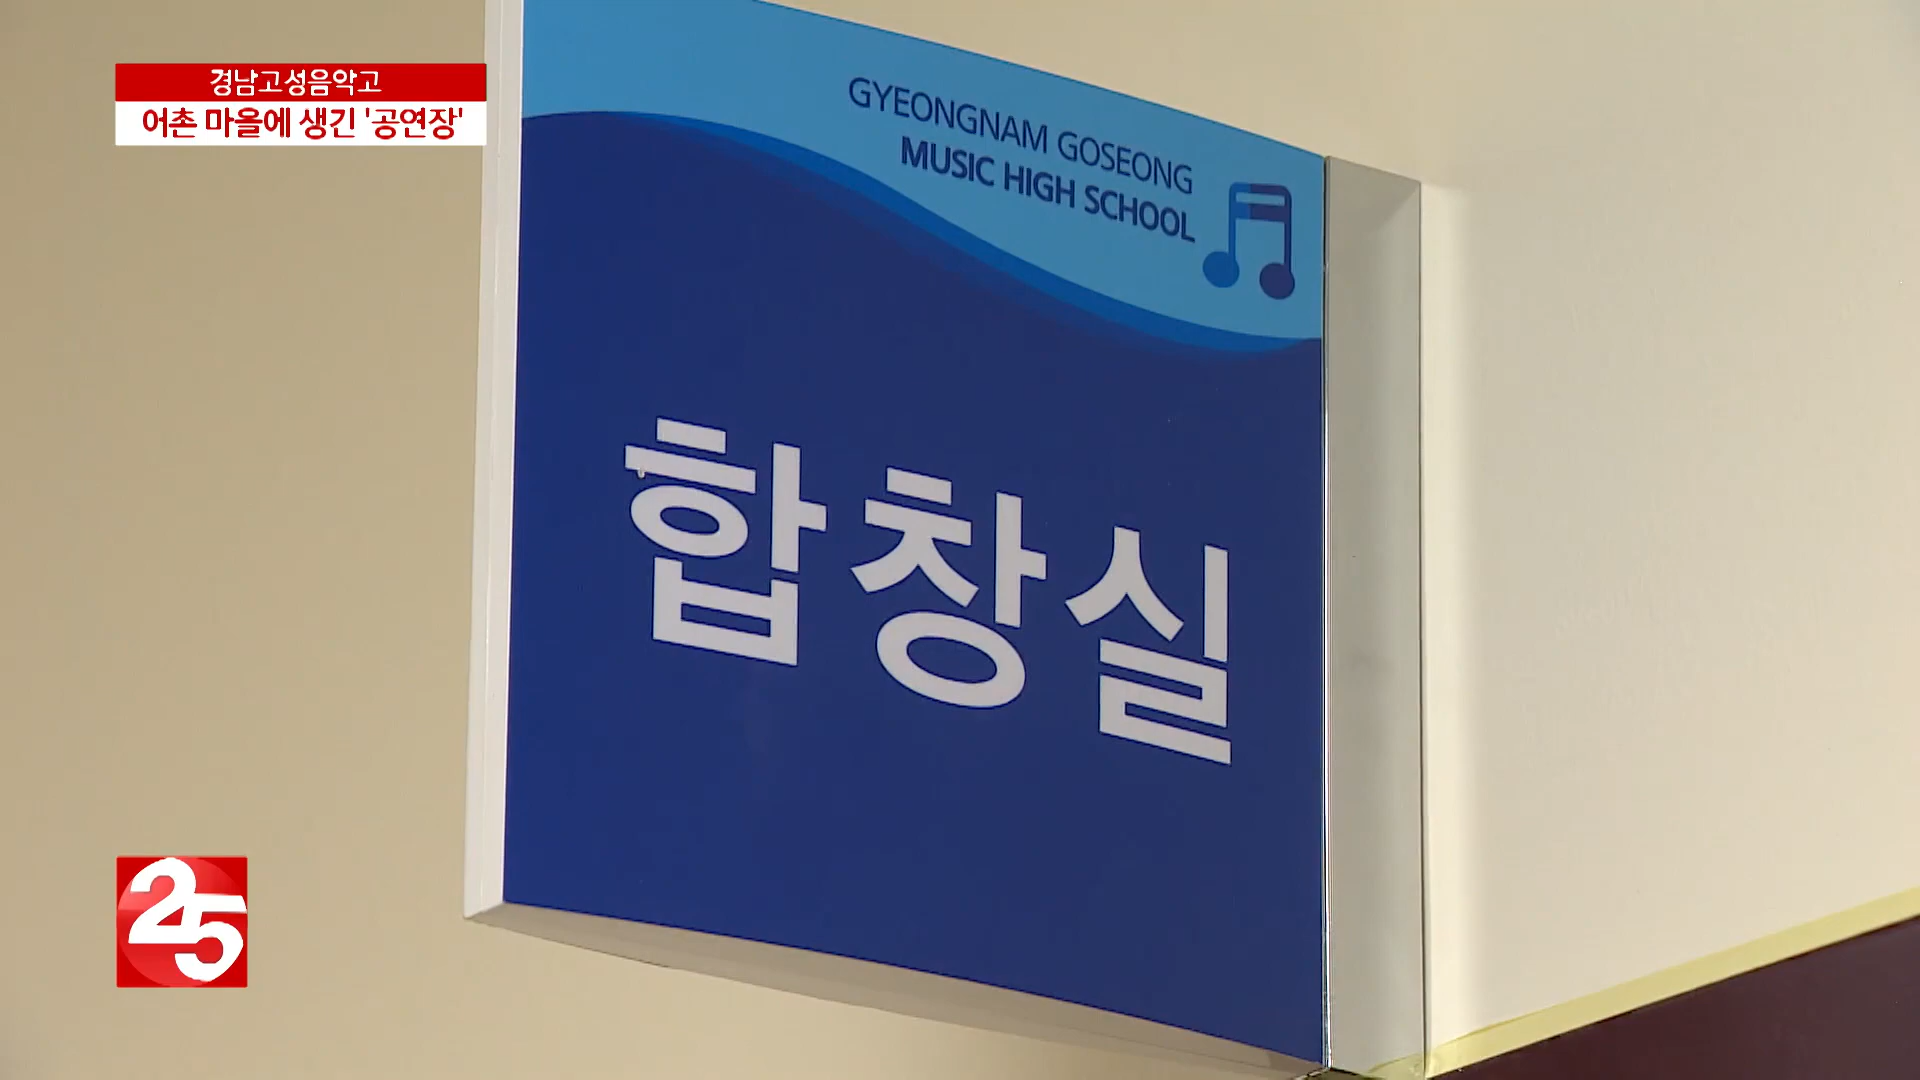 경남고성음악고
어촌 마을에 생긴 '공연장'
GYEONGNAM GOSEONG
MUSIC HIGH SCHOOL
합창실
25